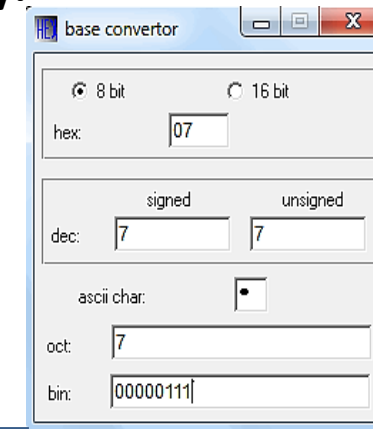 HEX base convertor
8 bit 16 bit
hex: 07
signed unsigned
dec: 7 7
ascii char: •
oct: 7
bin: 00000111